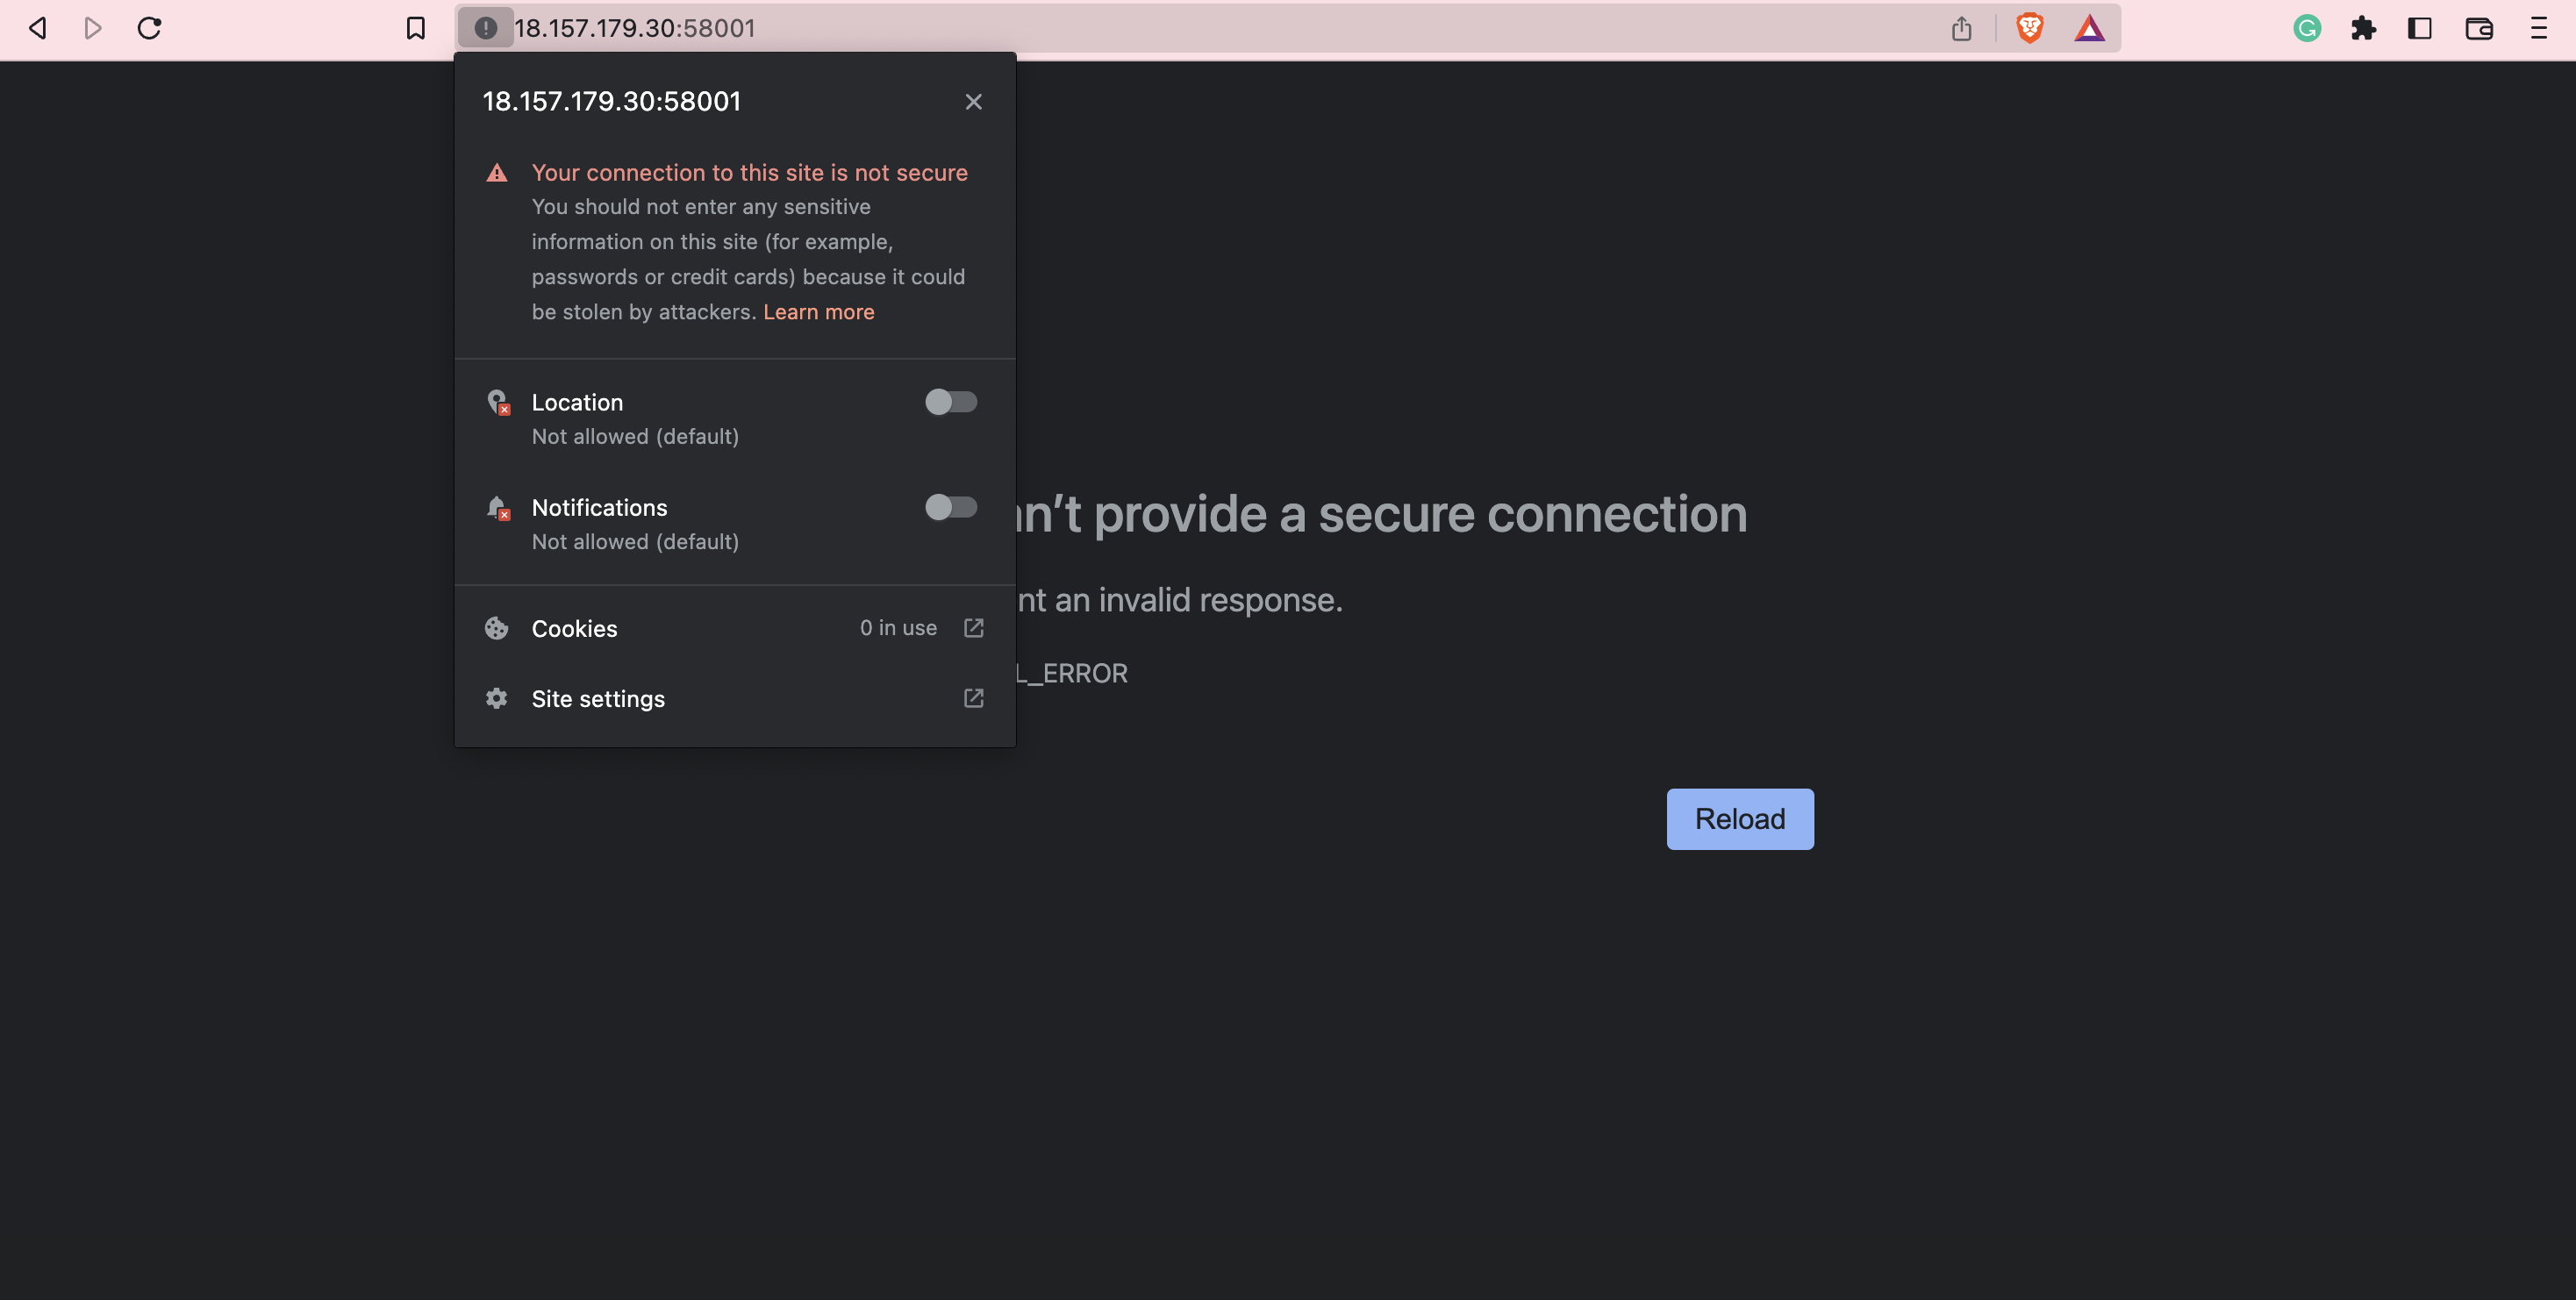 18.157.179.30:58001
18.157.179.30:58001
Your connection to this site is not secure
You should not enter any sensitive
information on this site (for example,
passwords or credit cards) because it could
be stolen by attackers. Learn more
Location
Not allowed (default)
Notifications
Not allowed (default)
Cookies 0 in use
Site settings
n’t provide a secure connection
nt an invalid response.
L_ERROR
Reload